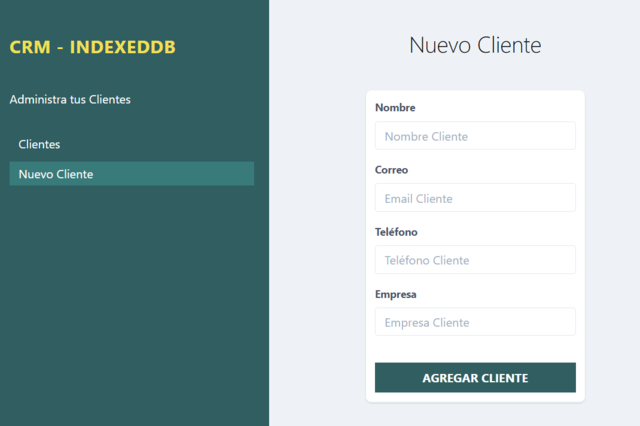 CRM - INDEXEDDB
Administra tus Clientes
Clientes
Nuevo Cliente
Nuevo Cliente
Nombre
Nombre Cliente
Correo
Email Cliente
Teléfono
Teléfono Cliente
Empresa
Empresa Cliente
AGREGAR CLIENTE